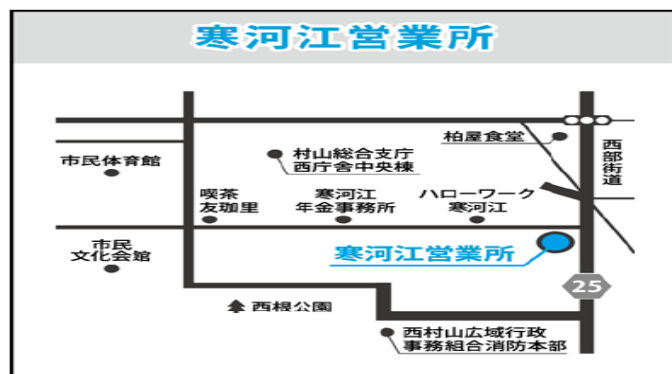 寒河江営業所
柏屋食堂
村山総合支庁
西庁舎中央棟
西部街道
市民体育館
喫茶
友珈里
寒河江
年金事務所
ハローワーク
寒河江
市民
文化会館
寒河江営業所
25
西根公園
西村山広域行政
事務組合消防本部